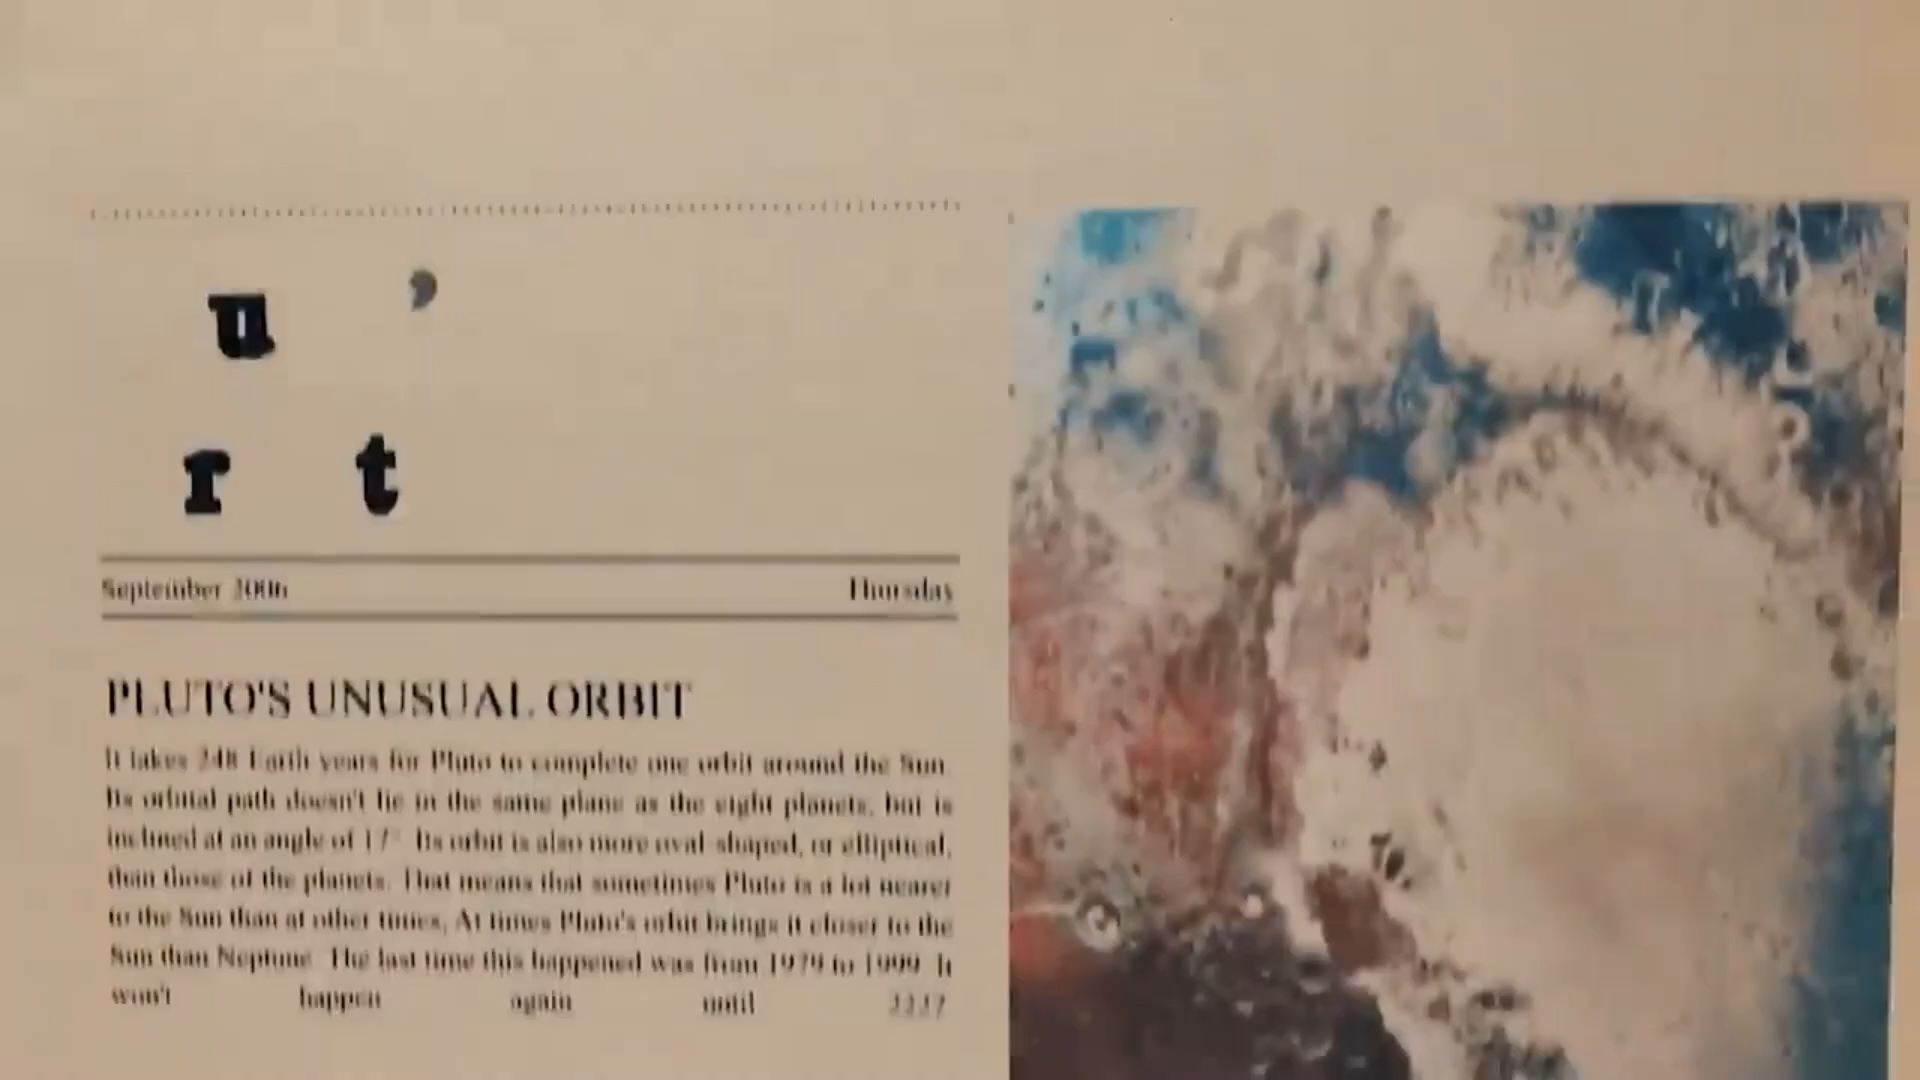 u ’
r t
September 2006 Thursday
PLUTO'S UNUSUAL ORBIT
It takes 248 Earth years for Pluto to complete one orbit around the Sun.
Its orbital path doesn't lie in the same plane as the eight planets, but is
inclined at an angle of 17°. Its orbit is also more oval-shaped, or elliptical,
than those of the planets. That means that sometimes Pluto is a lot nearer
to the Sun than at other times. At times Pluto's orbit brings it closer to the
Sun than Neptune. The last time this happened was from 1979 to 1999. It
won't happen again until